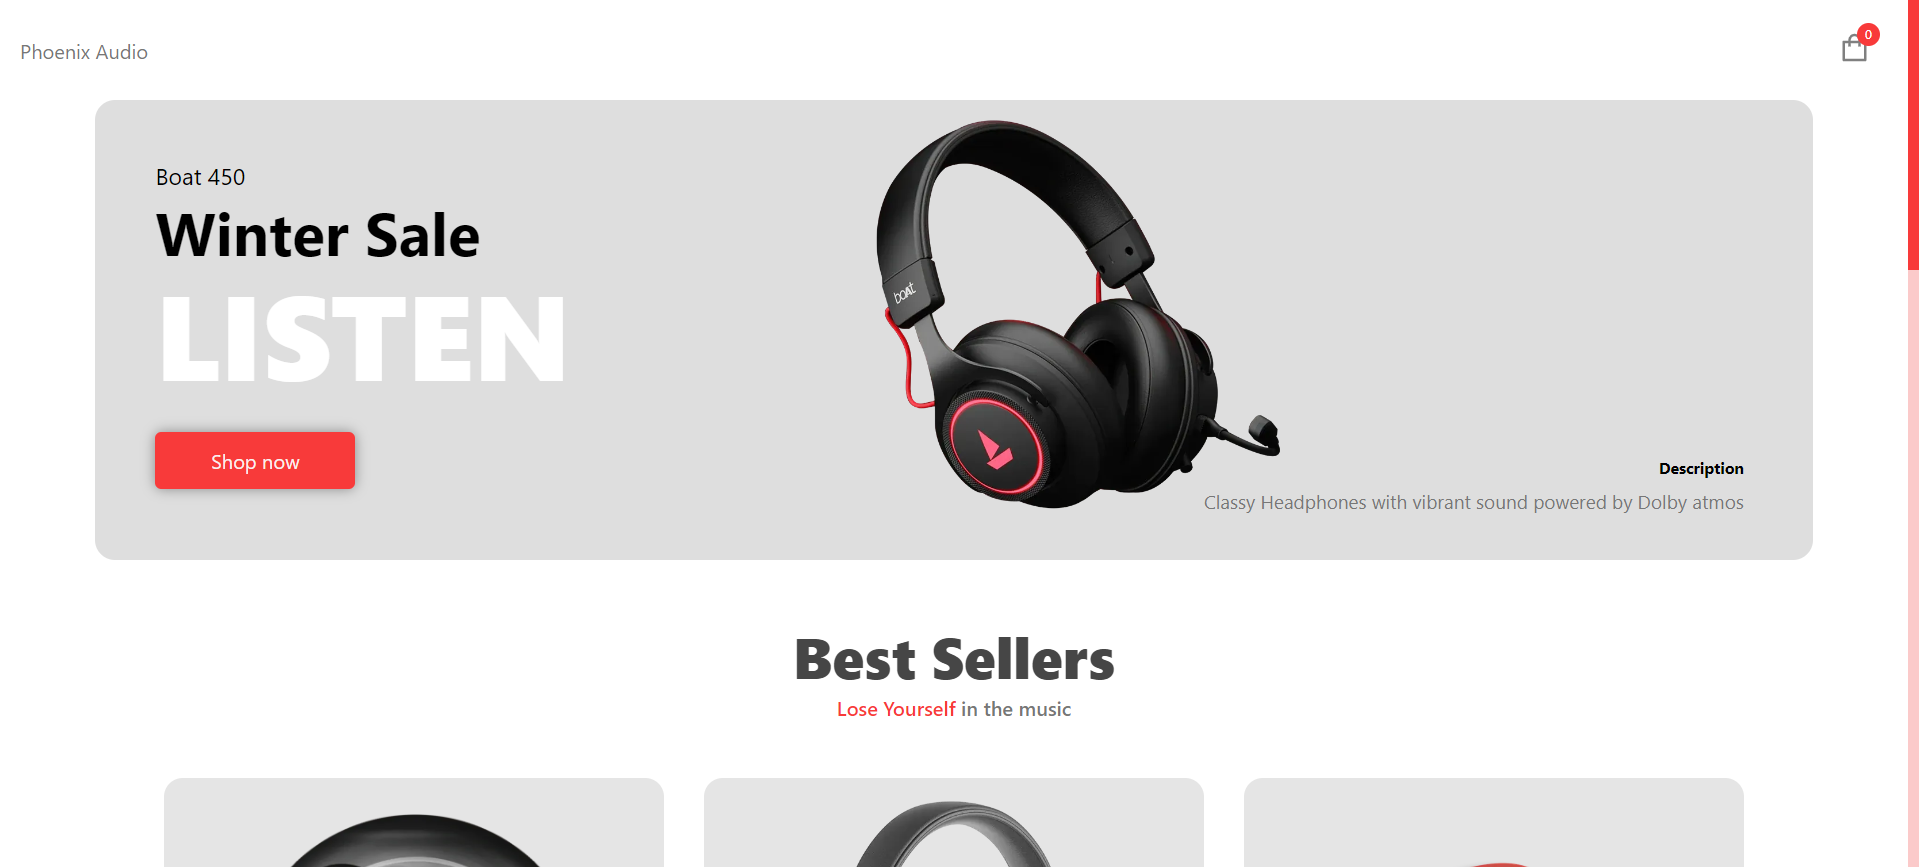 Phoenix Audio
0
Boat 450
Winter Sale
LISTEN
boAt
Shop now
Description
Classy Headphones with vibrant sound powered by Dolby atmos
Best Sellers
Lose Yourself in the music